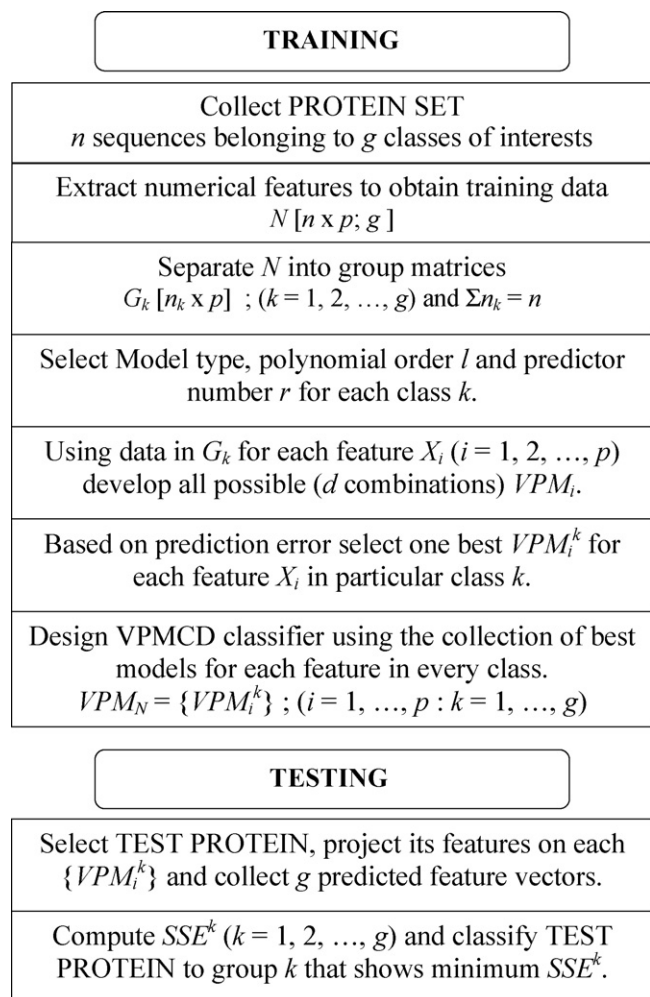 TRAINING
Collect PROTEIN SET
n sequences belonging to g classes of interests
Extract numerical features to obtain training data
N [n x p; g ]
Separate N into group matrices
Gₖ [nₖ x p] ; (k = 1, 2, …, g) and Σnₖ = n
Select Model type, polynomial order l and predictor
number r for each class k.
Using data in Gₖ for each feature Xᵢ (i = 1, 2, …, p)
develop all possible (d combinations) VPMᵢ.
Based on prediction error select one best VPMᵢᵏ for
each feature Xᵢ in particular class k.
Design VPMCD classifier using the collection of best
models for each feature in every class.
VPM_N = {VPMᵢᵏ} ; (i = 1, …, p : k = 1, …, g)
TESTING
Select TEST PROTEIN, project its features on each
{VPMᵢᵏ} and collect g predicted feature vectors.
Compute SSEᵏ (k = 1, 2, …, g) and classify TEST
PROTEIN to group k that shows minimum SSEᵏ.